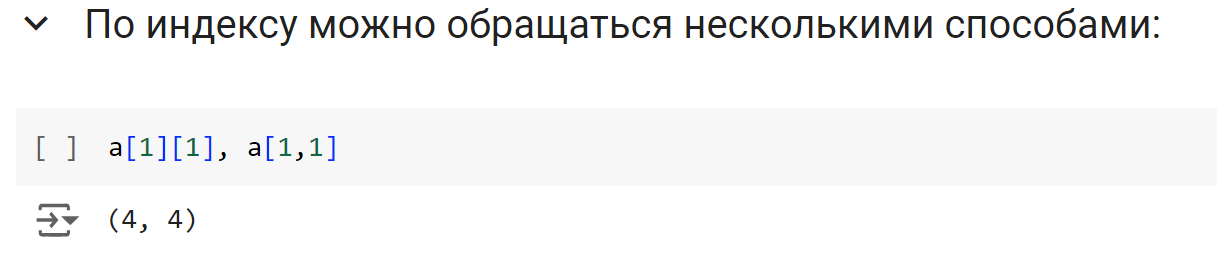 По индексу можно обращаться несколькими способами:
[ ] a[1][1], a[1,1]
(4, 4)